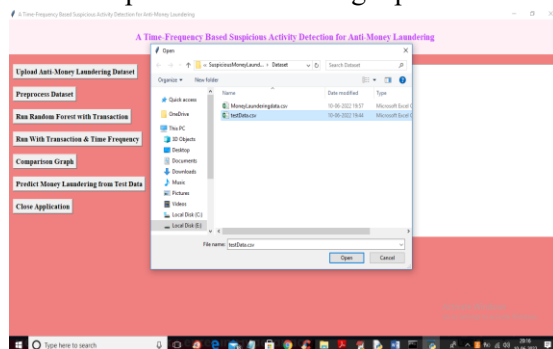 A Time-Frequency Based Suspicious Activity Detection for Anti-Money Laundering
A Time-Frequency Based Suspicious Activity Detection for Anti-Money Laundering
Upload Anti-Money Laundering Dataset
Preprocess Dataset
Run Random Forest with Transaction
Run With Transaction & Time Frequency
Comparison Graph
Predict Money Laundering from Test Data
Close Application
Open
« SuspiciousMoneyLaund... › Dataset
Search Dataset
Organize
New folder
Name
Date modified
Type
Quick access
OneDrive
This PC
3D Objects
Desktop
Documents
Downloads
Music
Pictures
Videos
Local Disk (C:)
Local Disk (E:)
MoneyLaunderingdata.csv
10-06-2022 19:57
Microsoft Excel C
testData.csv
10-06-2022 19:44
Microsoft Excel C
File name:
testData.csv
Open
Cancel
Type here to search
20:16